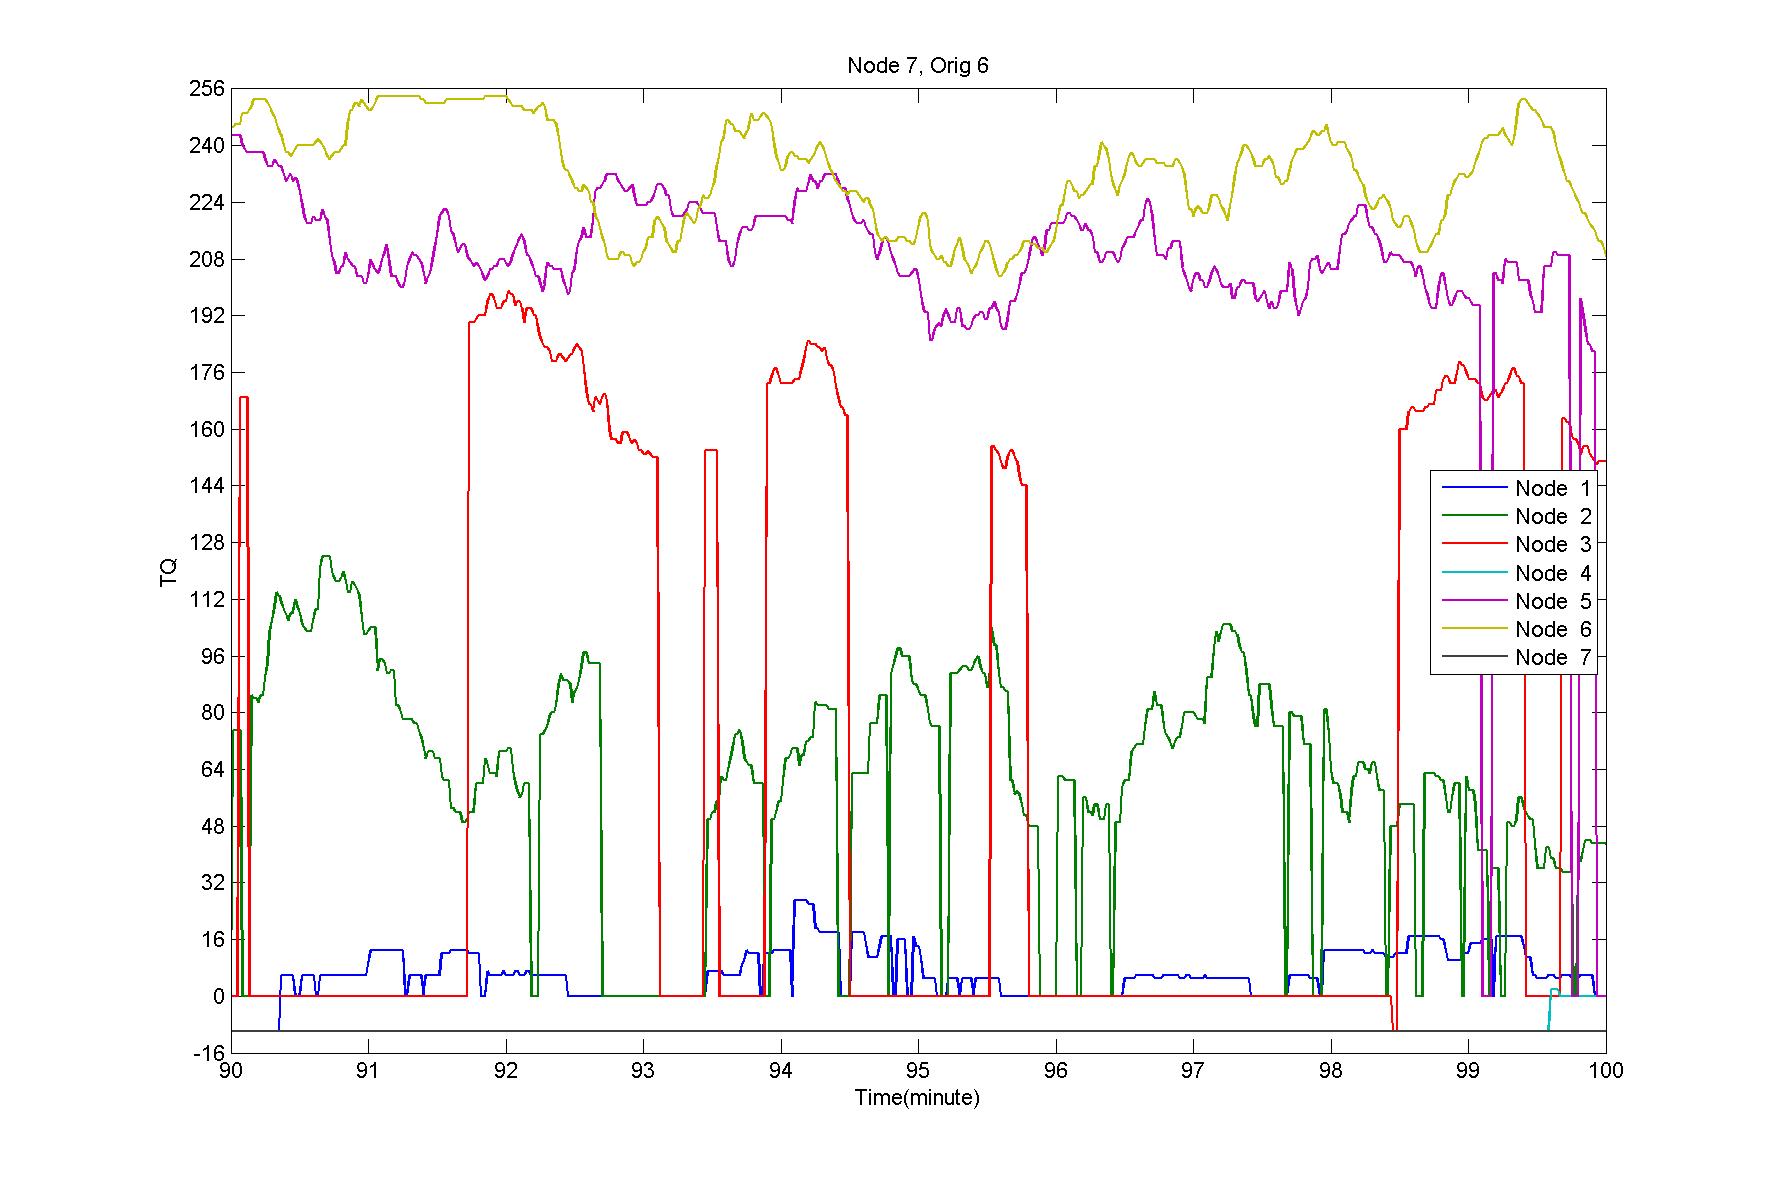 Node 7, Orig 6
256
240
224
208
192
176
160
144
128
112
96
80
64
48
32
16
0
-16
TQ
90 91 92 93 94 95 96 97 98 99 100
Time(minute)
Node 1
Node 2
Node 3
Node 4
Node 5
Node 6
Node 7